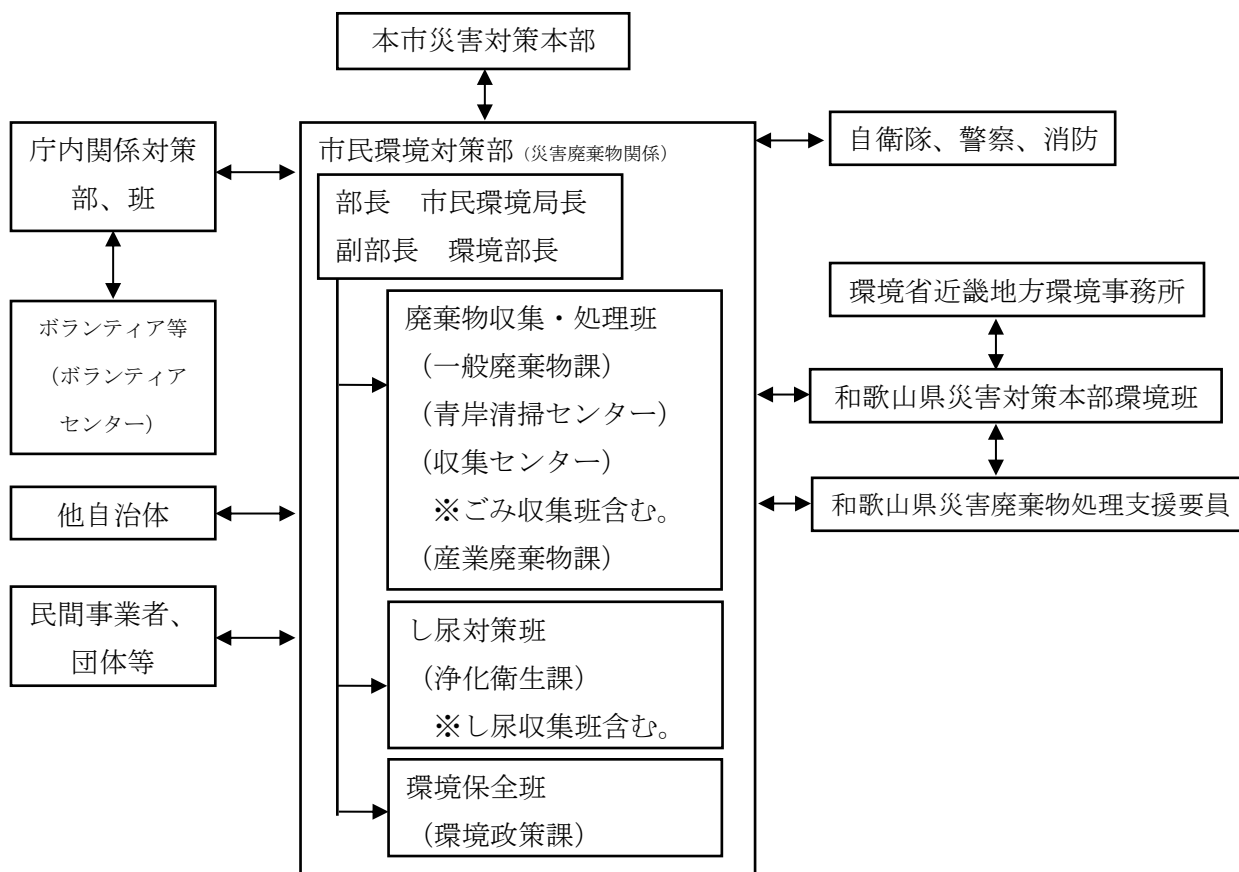 本市災害対策本部
庁内関係対策
部、班
ボランティア等
(ボランティア
センター)
他自治体
民間事業者、
団体等
市民環境対策部 (災害廃棄物関係)
部長 市民環境局長
副部長 環境部長
廃棄物収集・処理班
(一般廃棄物課)
(青岸清掃センター)
(収集センター)
※ごみ収集班含む。
(産業廃棄物課)
し尿対策班
(浄化衛生課)
※し尿収集班含む。
環境保全班
(環境政策課)
自衛隊、警察、消防
環境省近畿地方環境事務所
和歌山県災害対策本部環境班
和歌山県災害廃棄物処理支援要員